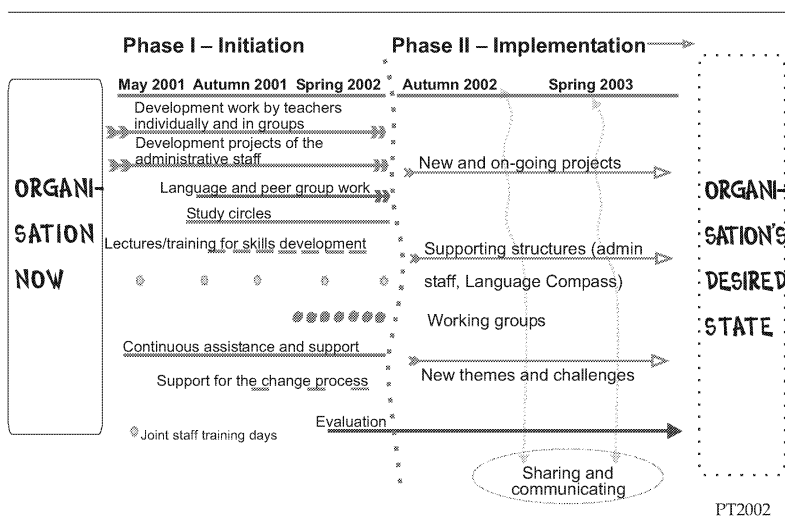 Phase I – Initiation
Phase II – Implementation
May 2001 Autumn 2001 Spring 2002
Autumn 2002 Spring 2003
ORGANI-
SATION
NOW
Development work by teachers
individually and in groups
Development projects of the
administrative staff
Language and peer group work
Study circles
Lectures/training for skills development
Continuous assistance and support
Support for the change process
Evaluation
Joint staff training days
New and on-going projects
Supporting structures (admin
staff, Language Compass)
Working groups
New themes and challenges
Sharing and
communicating
ORGANI-
SATION'S
DESIRED
STATE
PT2002